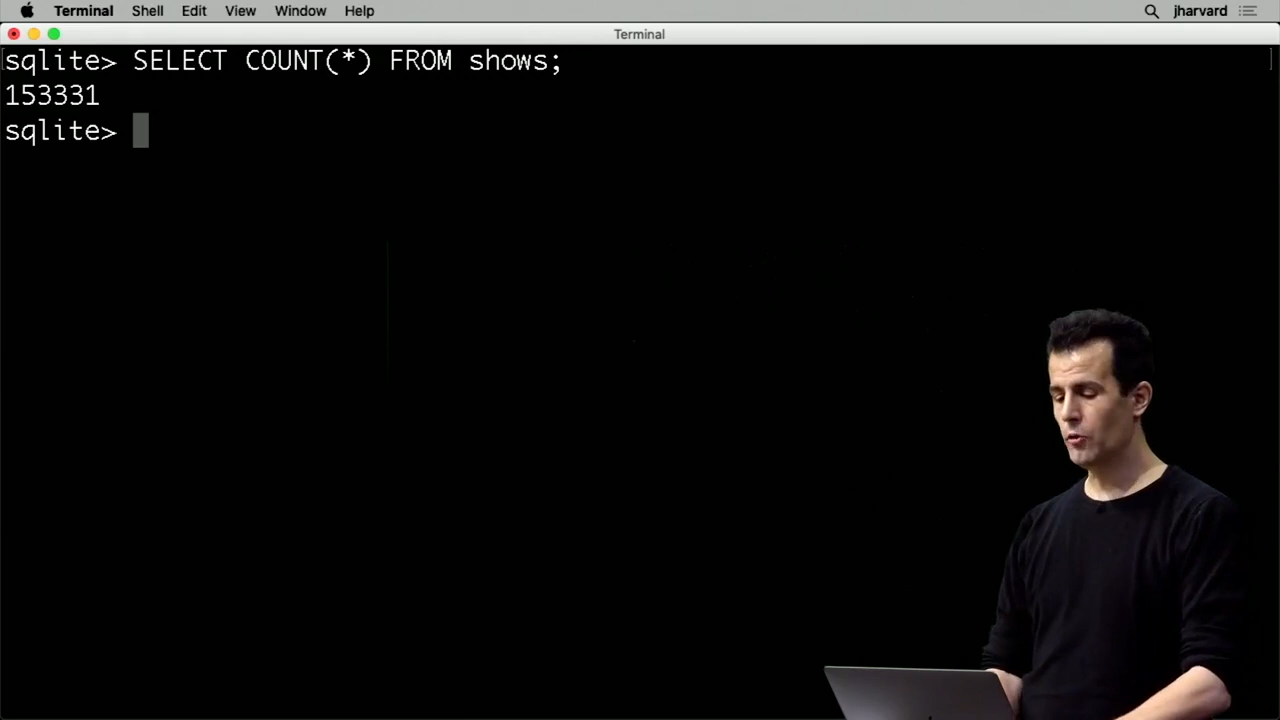 Terminal Shell Edit View Window Help jharvard
Terminal
sqlite> SELECT COUNT(*) FROM shows;
153331
sqlite>